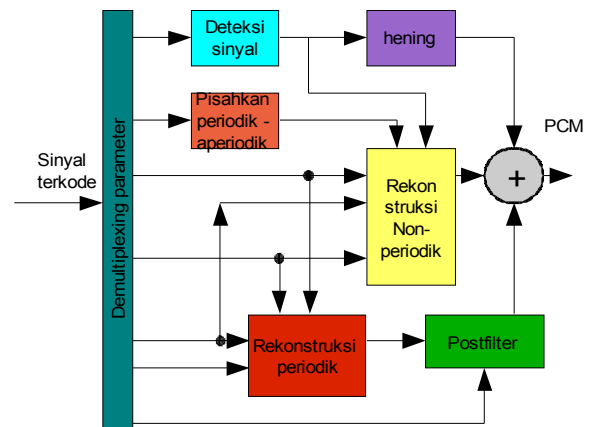 Deteksi
sinyal
hening
Pisahkan
periodik -
aperiodik
PCM
Sinyal
terkode
Demultiplexing parameter
Rekon
struksi
Non-
periodik
+
Rekonstruksi
periodik
Postfilter